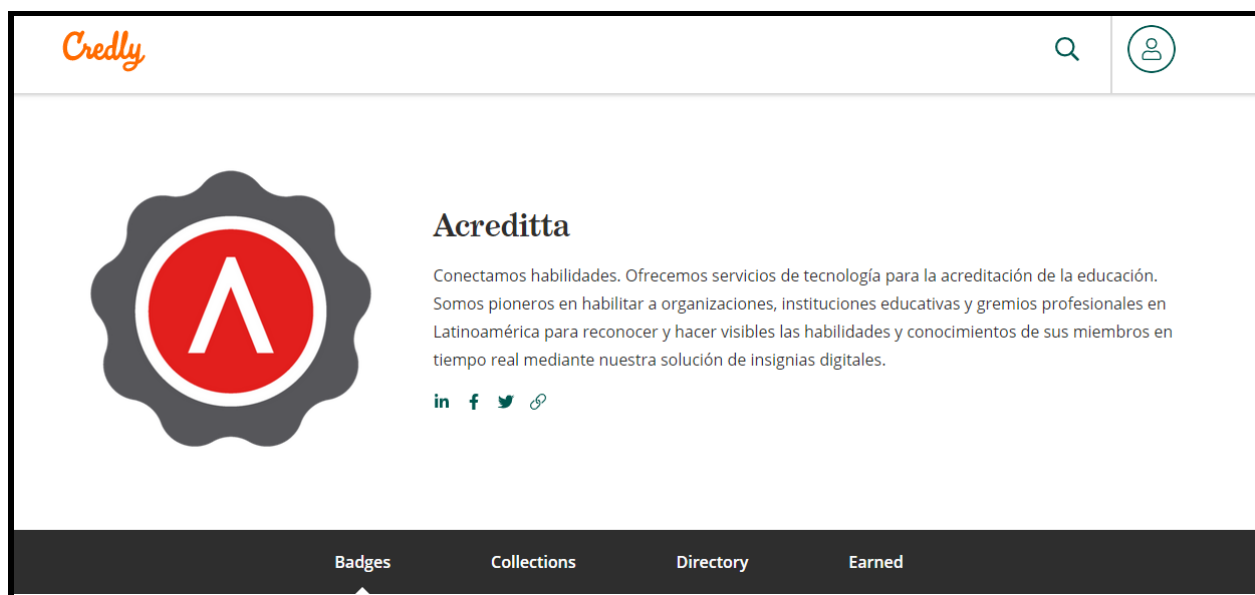 Credly
Acreditta
Conectamos habilidades. Ofrecemos servicios de tecnología para la acreditación de la educación.
Somos pioneros en habilitar a organizaciones, instituciones educativas y gremios profesionales en
Latinoamérica para reconocer y hacer visibles las habilidades y conocimientos de sus miembros en
tiempo real mediante nuestra solución de insignias digitales.
Badges Collections Directory Earned